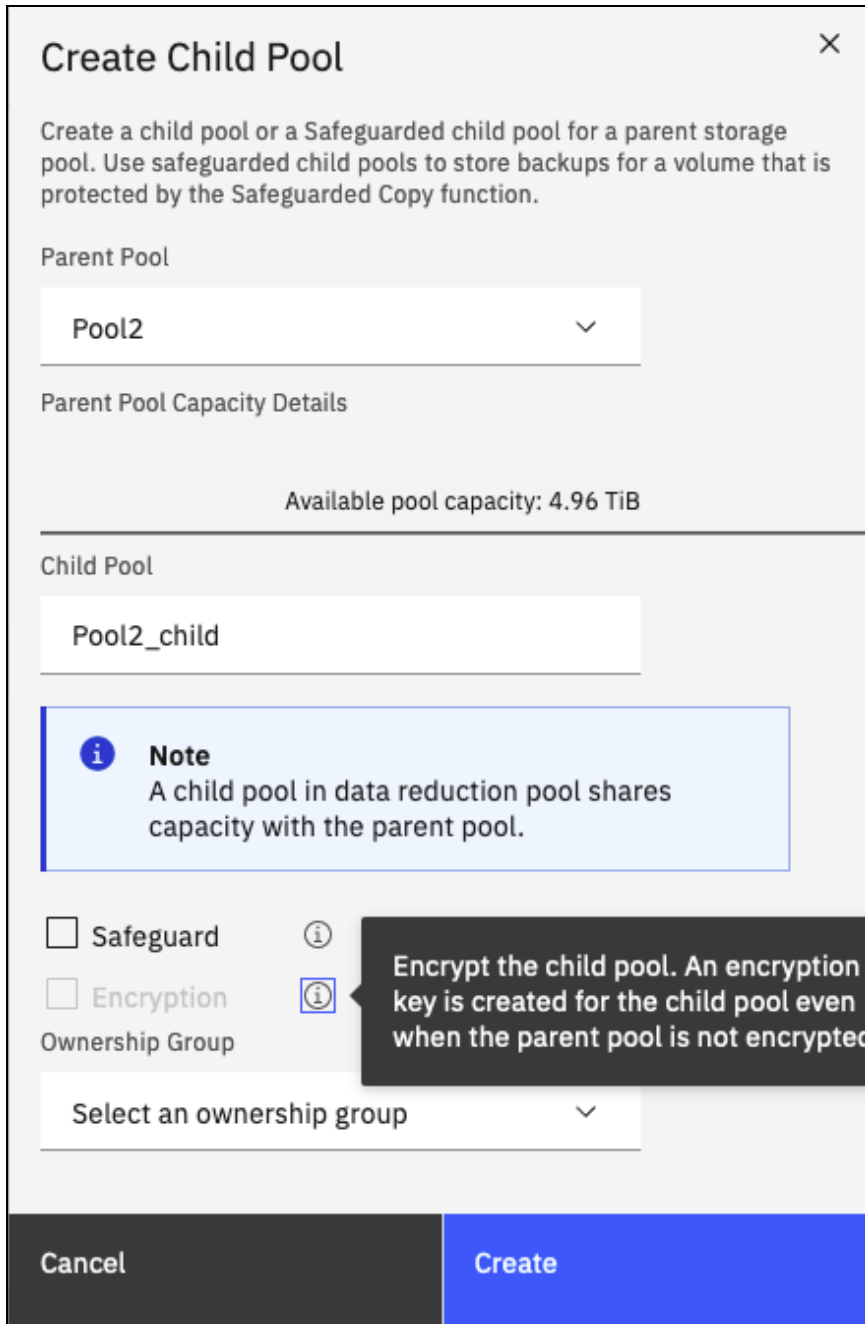 Create Child Pool
Create a child pool or a Safeguarded child pool for a parent storage
pool. Use safeguarded child pools to store backups for a volume that is
protected by the Safeguarded Copy function.
Parent Pool
Pool2
Parent Pool Capacity Details
Available pool capacity: 4.96 TiB
Child Pool
Pool2_child
Note
A child pool in data reduction pool shares
capacity with the parent pool.
Safeguard
Encryption
Encrypt the child pool. An encryption
key is created for the child pool even
when the parent pool is not encrypted
Ownership Group
Select an ownership group
Cancel
Create